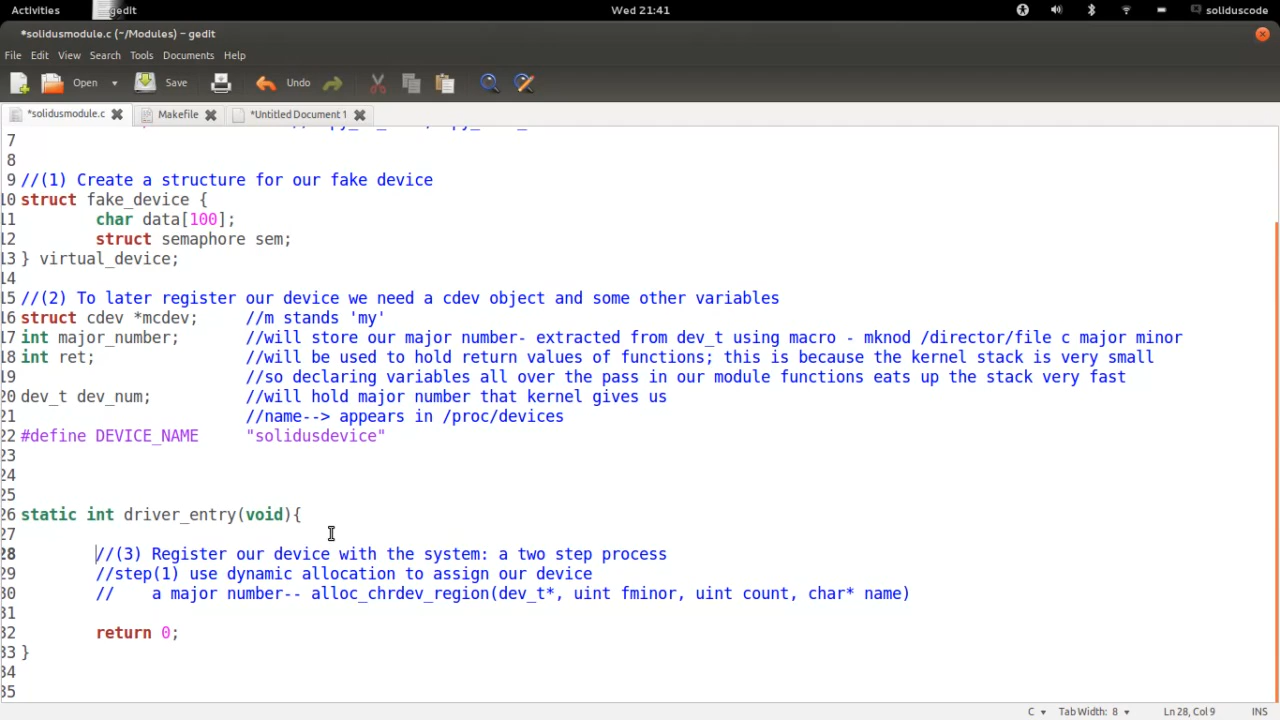 Activities gedit Wed 21:41 soliduscode
*solidusmodule.c (~/Modules) - gedit
File Edit View Search Tools Documents Help
Open Save Undo
*solidusmodule.c Makefile *Untitled Document 1
7
8
9 //(1) Create a structure for our fake device
10 struct fake_device {
11 char data[100];
12 struct semaphore sem;
13 } virtual_device;
14
15 //(2) To later register our device we need a cdev object and some other variables
16 struct cdev *mcdev; //m stands 'my'
17 int major_number; //will store our major number- extracted from dev_t using macro - mknod /director/file c major minor
18 int ret; //will be used to hold return values of functions; this is because the kernel stack is very small
19 //so declaring variables all over the pass in our module functions eats up the stack very fast
20 dev_t dev_num; //will hold major number that kernel gives us
21 //name--> appears in /proc/devices
22 #define DEVICE_NAME "solidusdevice"
23
24
25
26 static int driver_entry(void){
27
28 //(3) Register our device with the system: a two step process
29 //step(1) use dynamic allocation to assign our device
30 // a major number-- alloc_chrdev_region(dev_t*, uint fminor, uint count, char* name)
31
32 return 0;
33 }
34
35
C Tab Width: 8 Ln 28, Col 9 INS